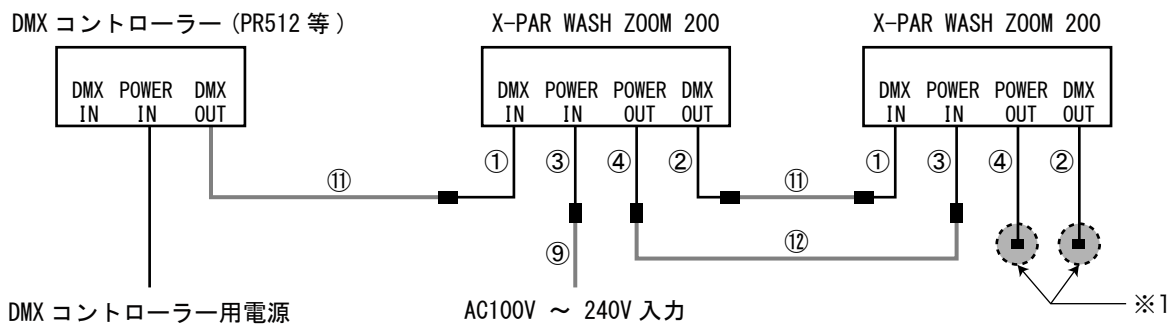 DMX コントローラー (PR512 等 )
X-PAR WASH ZOOM 200
X-PAR WASH ZOOM 200
DMX POWER DMX
IN IN OUT
DMX POWER POWER DMX
IN IN OUT OUT
DMX POWER POWER DMX
IN IN OUT OUT
⑪
①
③
④
②
⑪
①
③
④
②
⑨
⑫
※1
DMX コントローラー用電源
AC100V ～ 240V 入力